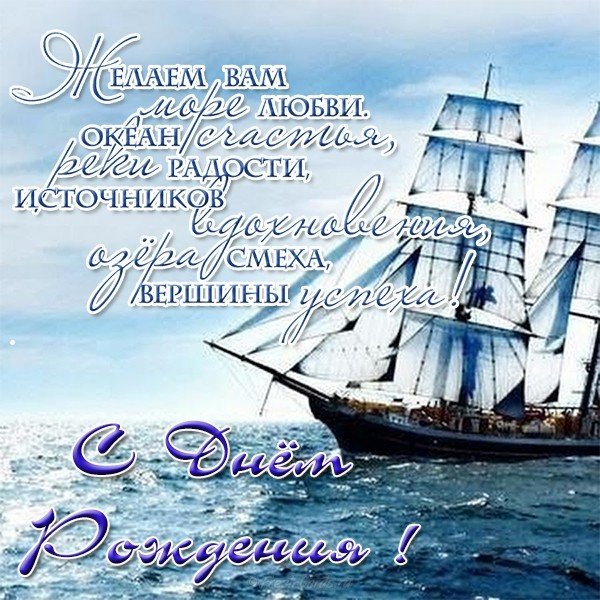 Желаем вам
море любви.
океан счастья,
реки радости,
источников
вдохновения,
озёра смеха,
вершины успеха!
С Днём
Рождения !